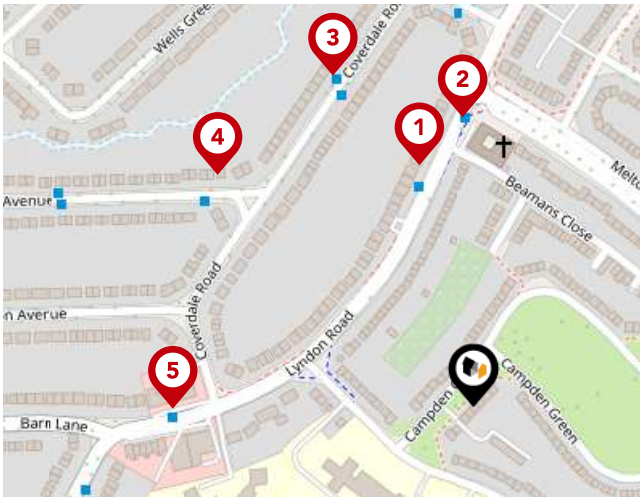 Wells Green
Coverdale Ro
3
2
1
4
Melto
Avenue
Beamans Close
n Avenue
Coverdale Road
Lyndon Road
5
Campden G
Campden Green
Barn Lane